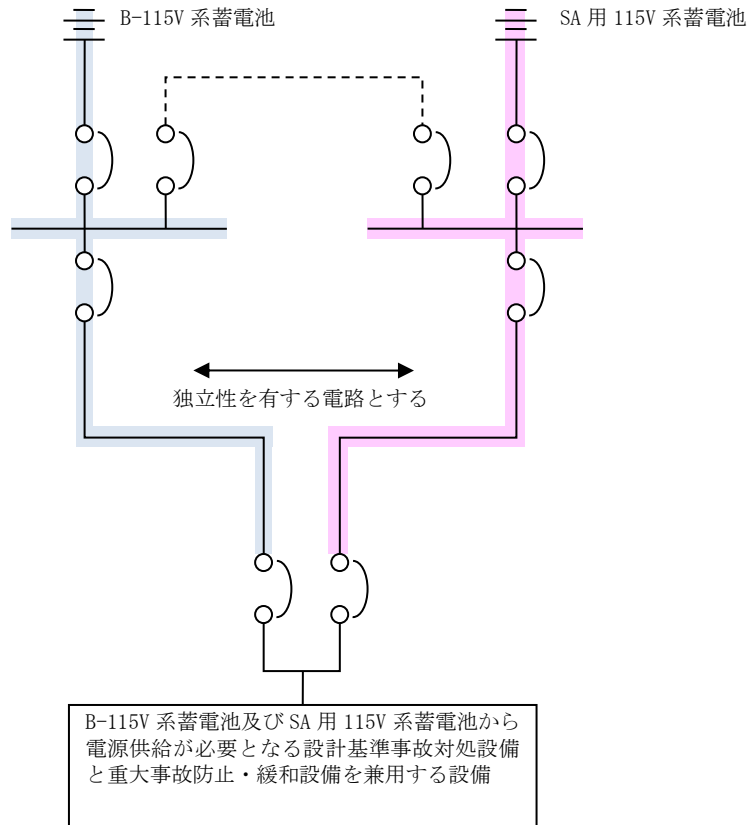 B-115V 系蓄電池
SA 用 115V 系蓄電池
独立性を有する電路とする
B-115V 系蓄電池及び SA 用 115V 系蓄電池から
電源供給が必要となる設計基準事故対処設備
と重大事故防止・緩和設備を兼用する設備